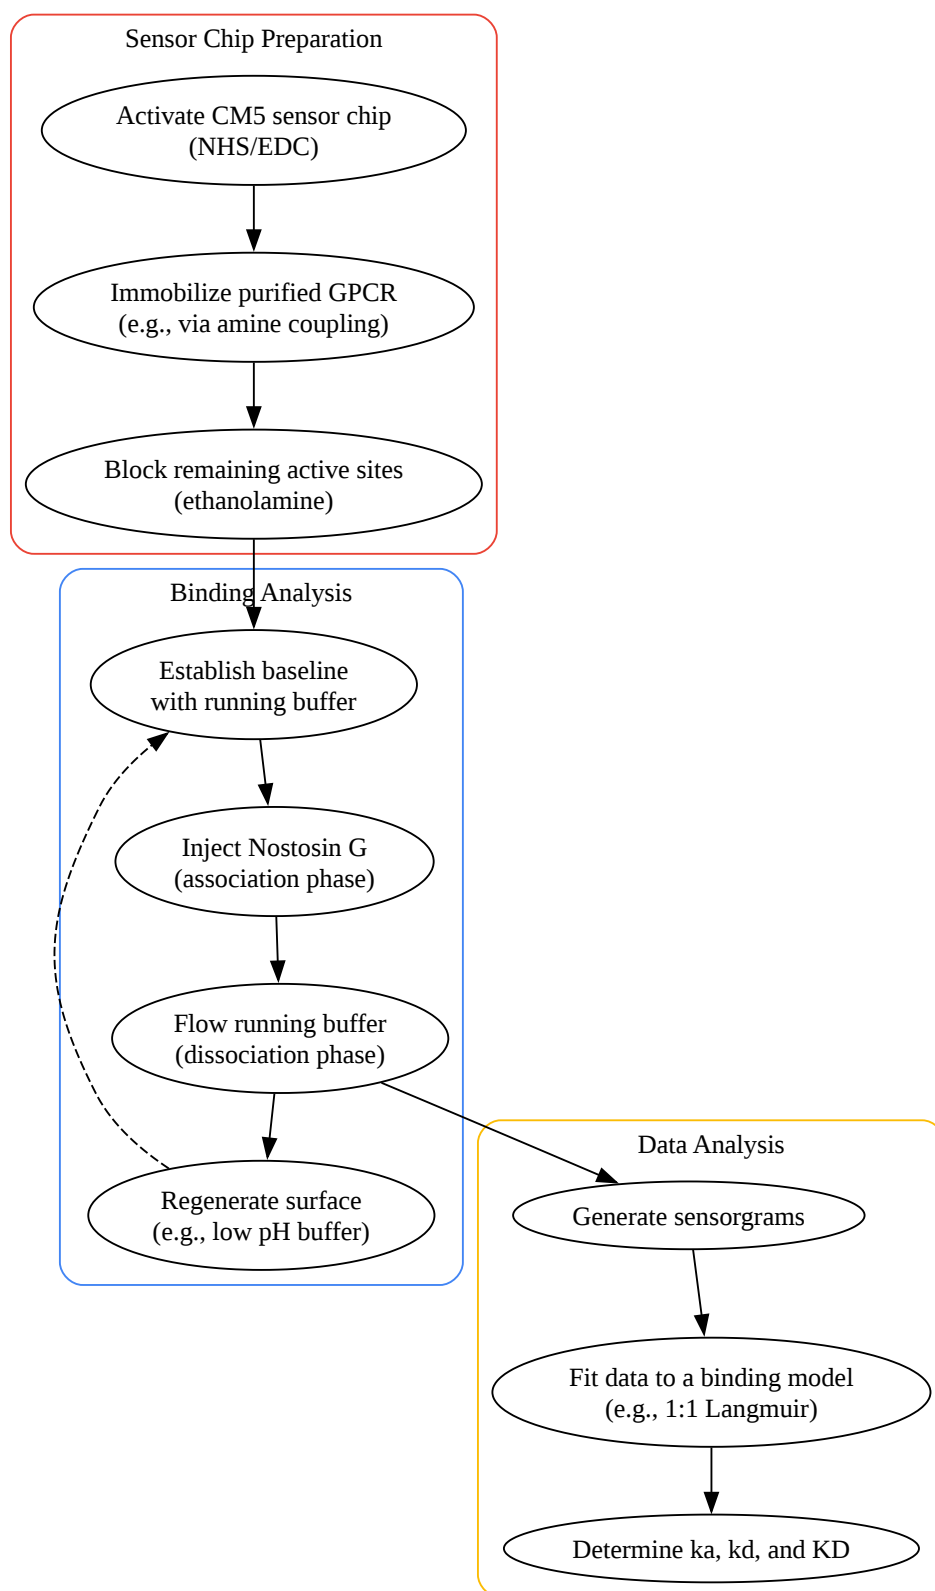 Sensor Chip Preparation
Activate CM5 sensor chip
(NHS/EDC)
Immobilize purified GPCR
(e.g., via amine coupling)
Block remaining active sites
(ethanolamine)
Binding Analysis
Establish baseline
with running buffer
Inject Nostosin G
(association phase)
Flow running buffer
(dissociation phase)
Regenerate surface
(e.g., low pH buffer)
Data Analysis
Generate sensorgrams
Fit data to a binding model
(e.g., 1:1 Langmuir)
Determine ka, kd, and KD